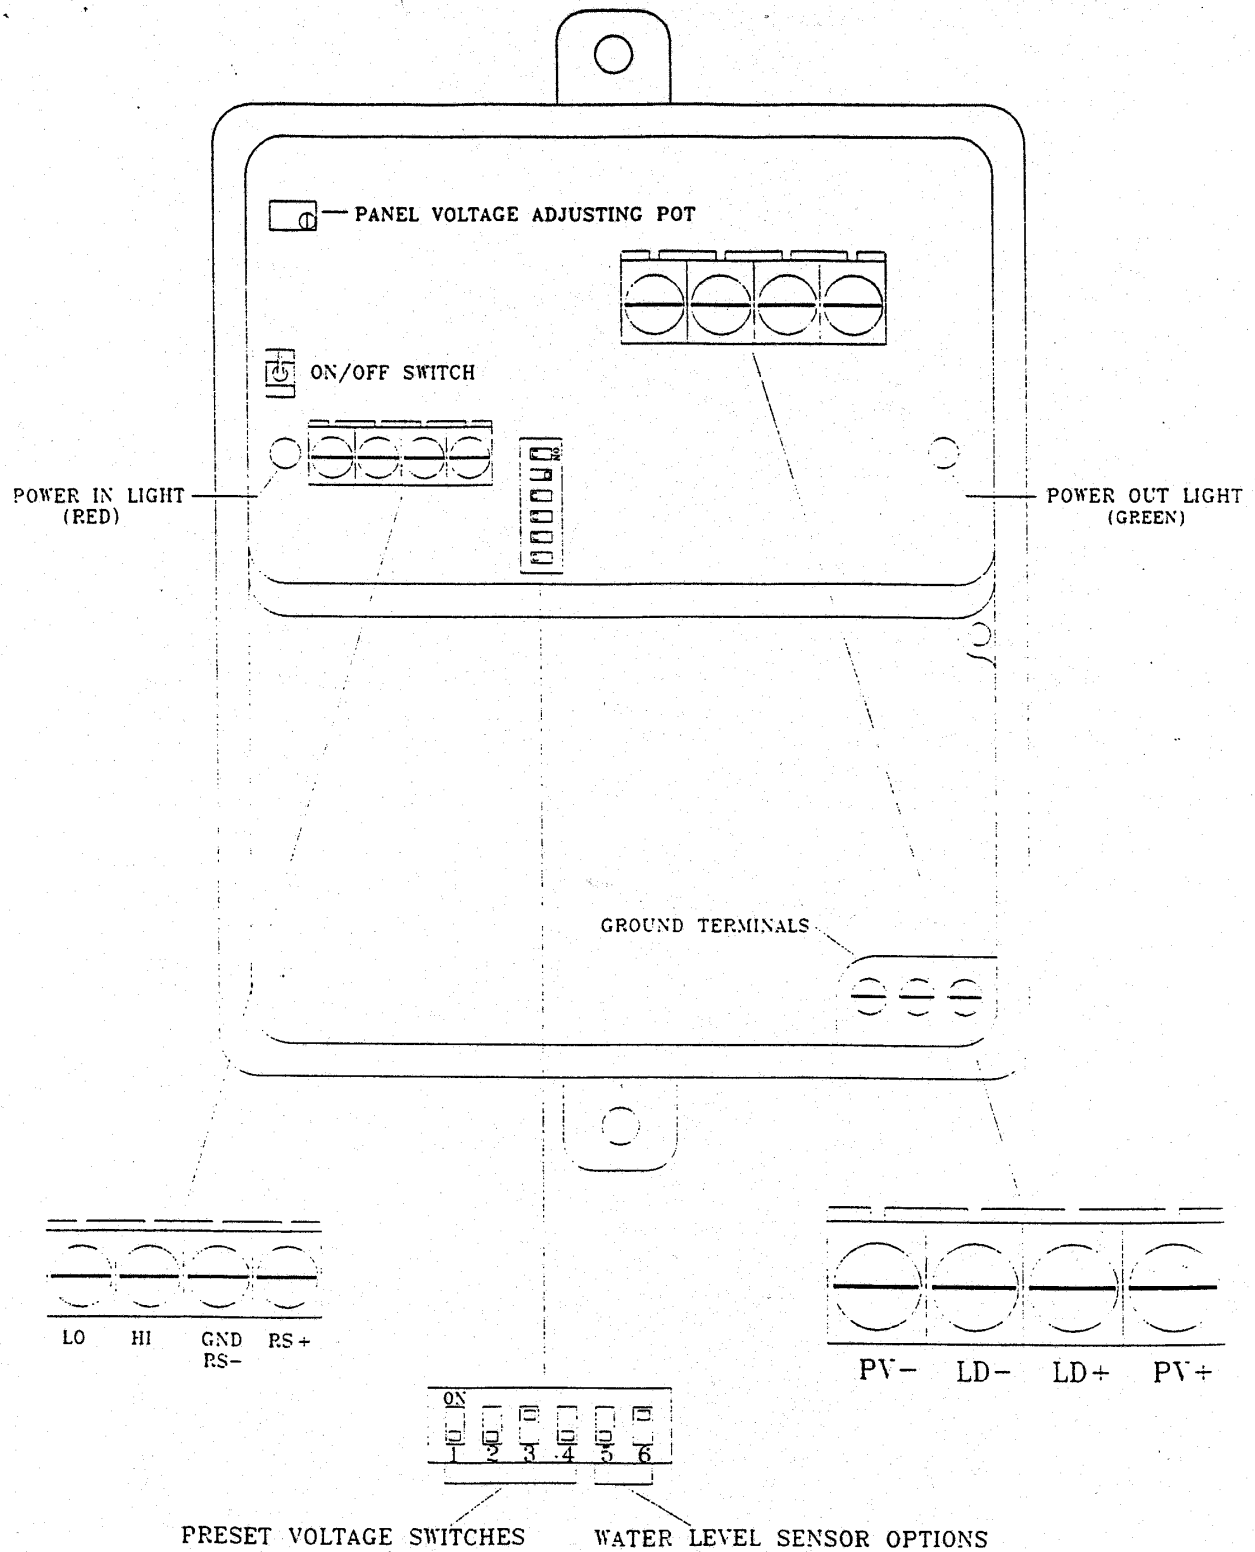 PANEL VOLTAGE ADJUSTING POT
ON/OFF SWITCH
ON
POWER IN LIGHT
(RED)
POWER OUT LIGHT
(GREEN)
GROUND TERMINALS
LO HI GND RS+
RS-
PV- LD- LD+ PV+
ON
1 2 3 4 5 6
PRESET VOLTAGE SWITCHES WATER LEVEL SENSOR OPTIONS